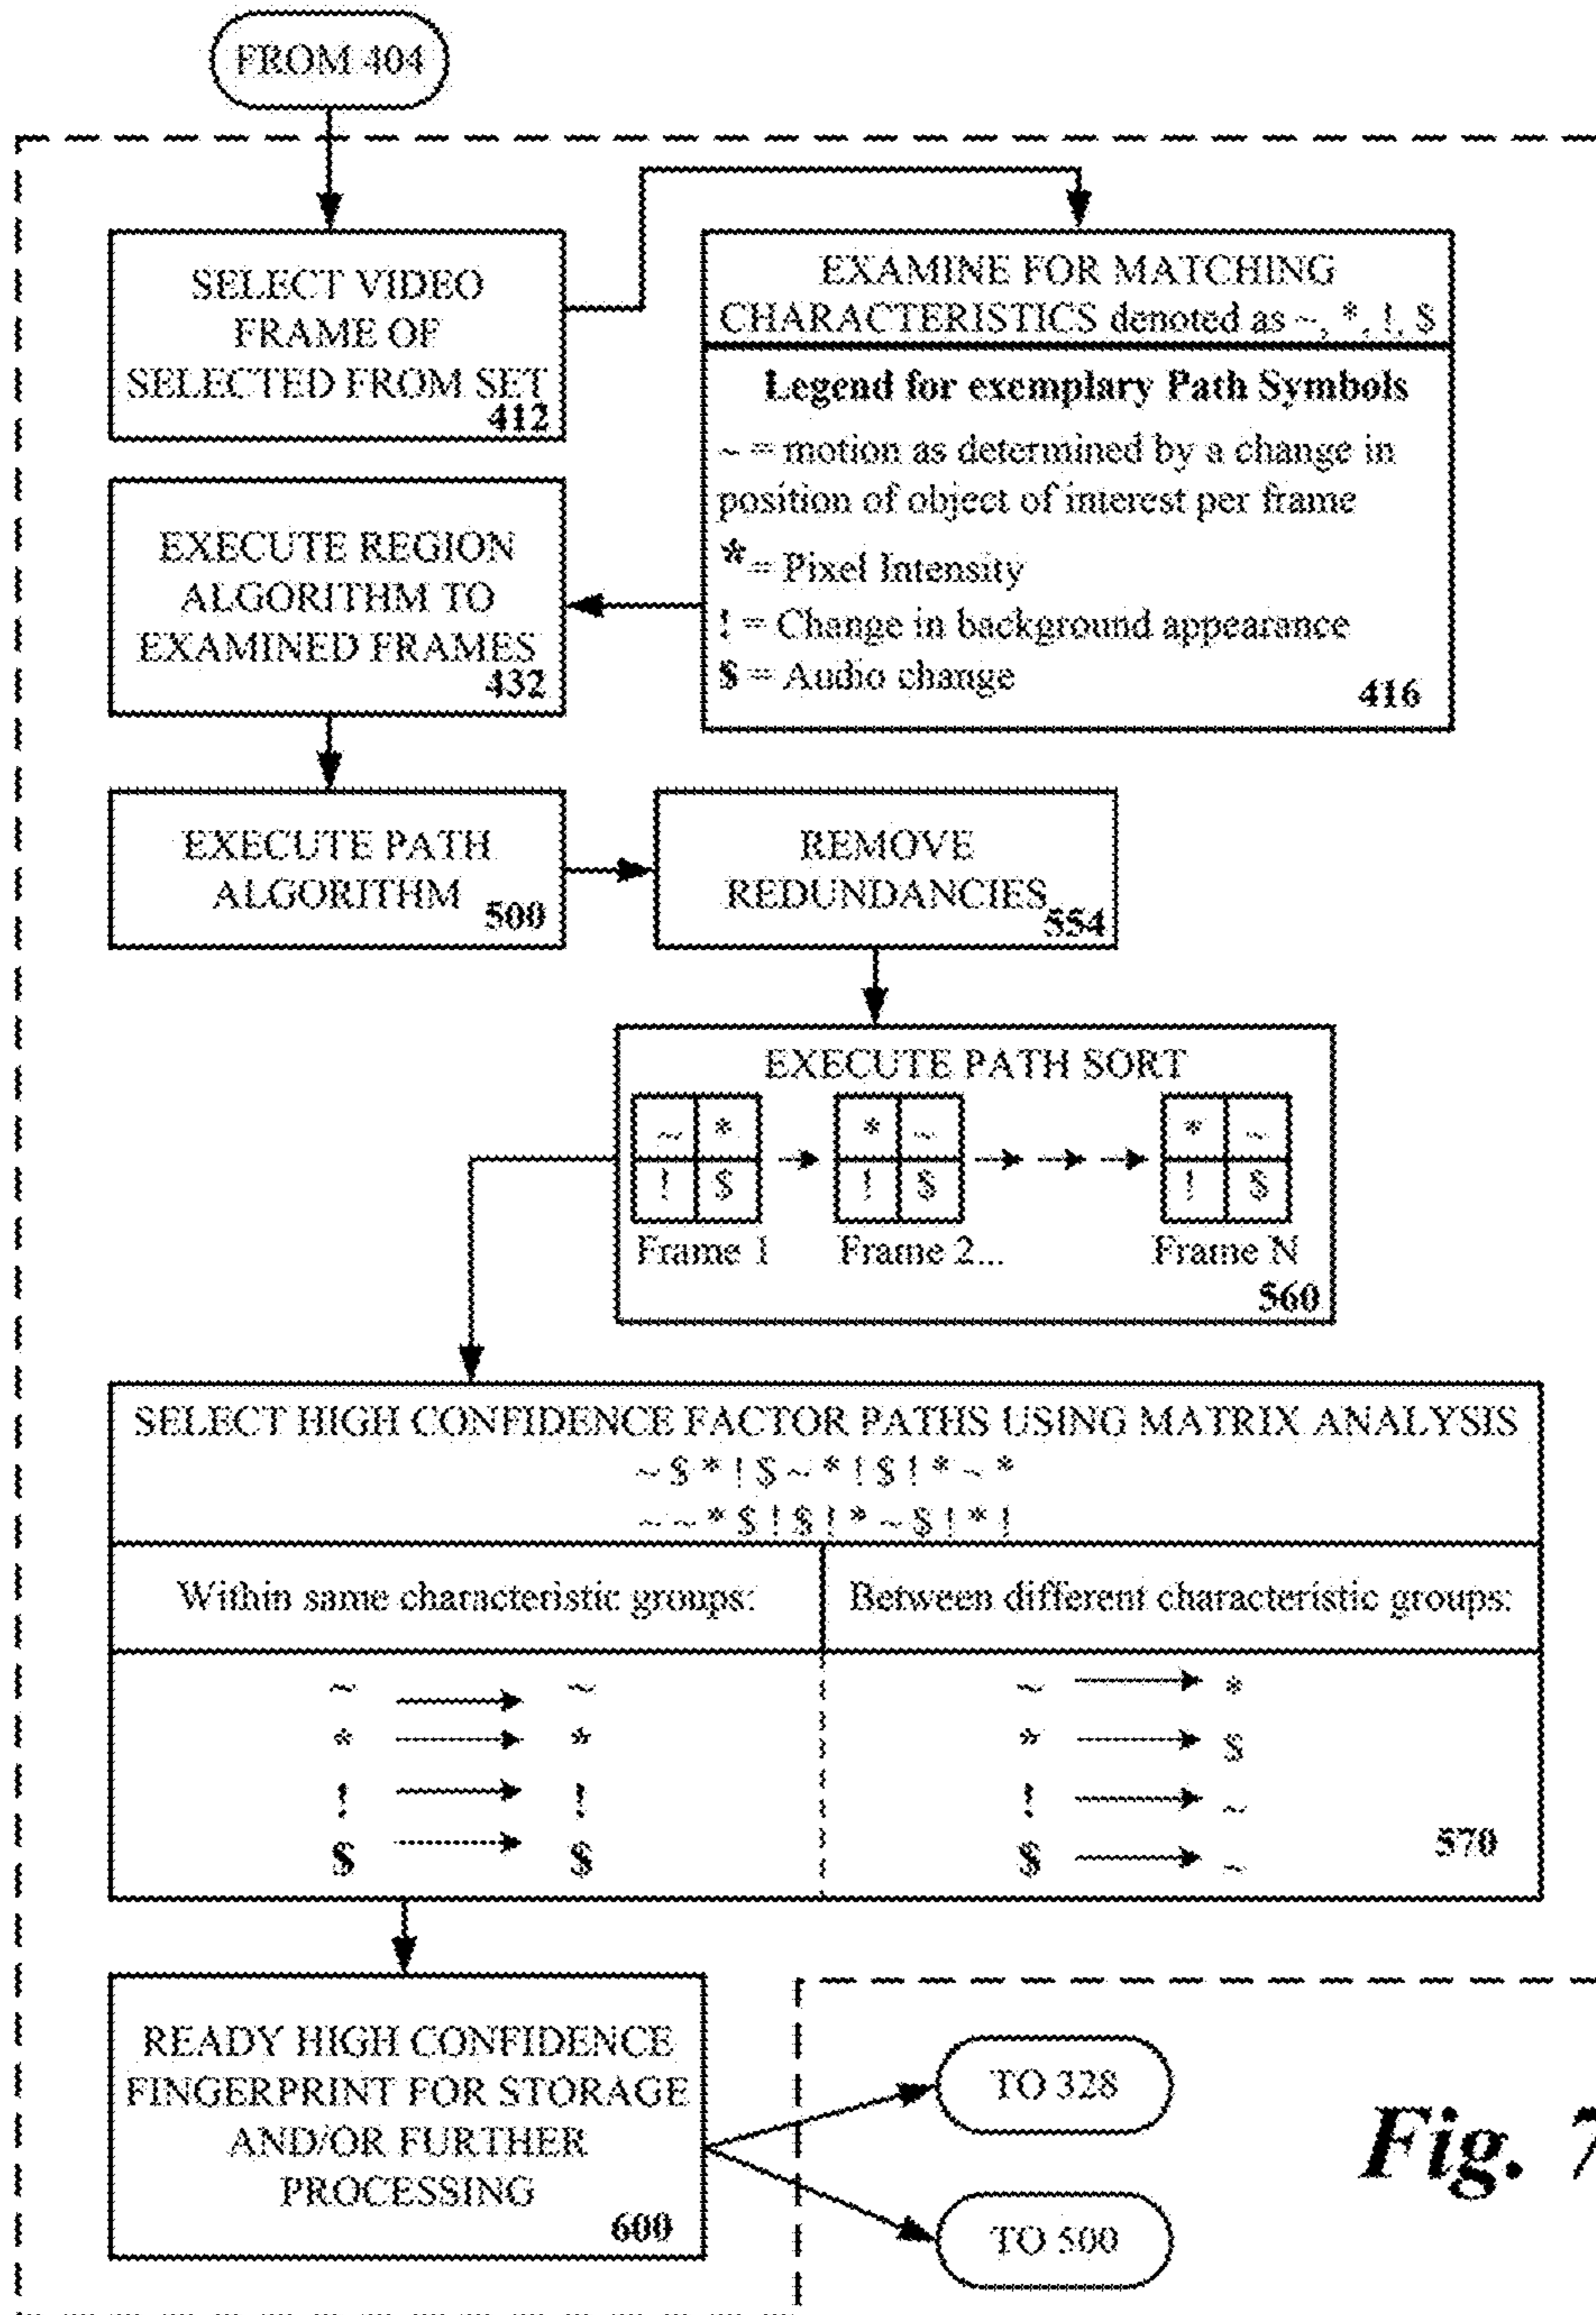 FROM 404
SELECT VIDEO
FRAME OF
SELECTED FROM SET
412
EXAMINE FOR MATCHING
CHARACTERISTICS denoted as ~, *, !, $
Legend for exemplary Path Symbols
~ = motion as determined by a change in
position of object of interest per frame
* = Pixel Intensity
! = Change in background appearance
$ = Audio change
416
EXECUTE REGION
ALGORITHM TO
EXAMINED FRAMES
432
EXECUTE PATH
ALGORITHM
500
REMOVE
REDUNDANCIES
554
EXECUTE PATH SORT
~ * * ~ * ~
! $ ! $ ! $
Frame 1 Frame 2... Frame N
560
SELECT HIGH CONFIDENCE FACTOR PATHS USING MATRIX ANALYSIS
~ $ * ! $ ~ * ! $ ! * ~ *
~ ~ * $ ! $ ! * ~ $ ! * !
Within same characteristic groups:
Between different characteristic groups:
~ ~
* *
! !
$ $
~ *
* $
! ~
$ ~
570
READY HIGH CONFIDENCE
FINGERPRINT FOR STORAGE
AND/OR FURTHER
PROCESSING
600
TO 328
TO 500
Fig. 7